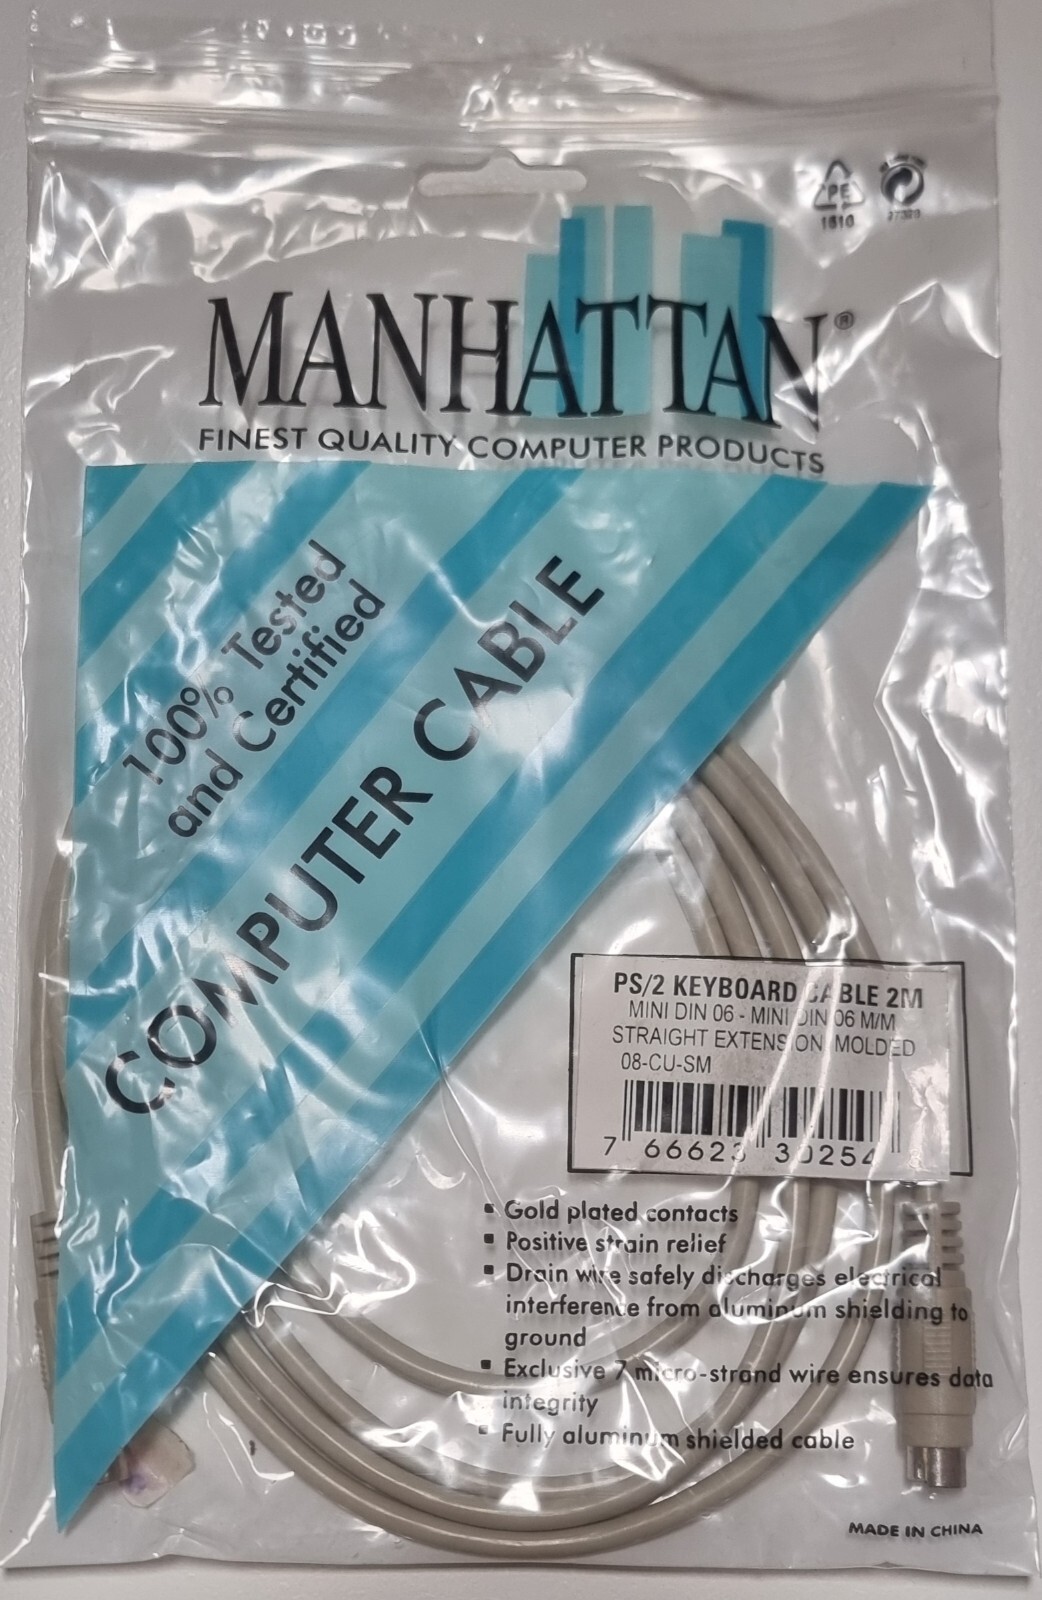 PE
1616
MANHATTAN®
FINEST QUALITY COMPUTER PRODUCTS
100% Tested
and Certified
COMPUTER CABLE
PS/2 KEYBOARD CABLE 2M
MINI DIN 06 - MINI DIN 06 M/M
STRAIGHT EXTENSION MOLDED
08-CU-SM
7 66623 30254
▪ Gold plated contacts
▪ Positive strain relief
▪ Drain wire safely discharges electrical
interference from aluminum shielding to
ground
▪ Exclusive 7 micro-strand wire ensures data
integrity
▪ Fully aluminum shielded cable
MADE IN CHINA